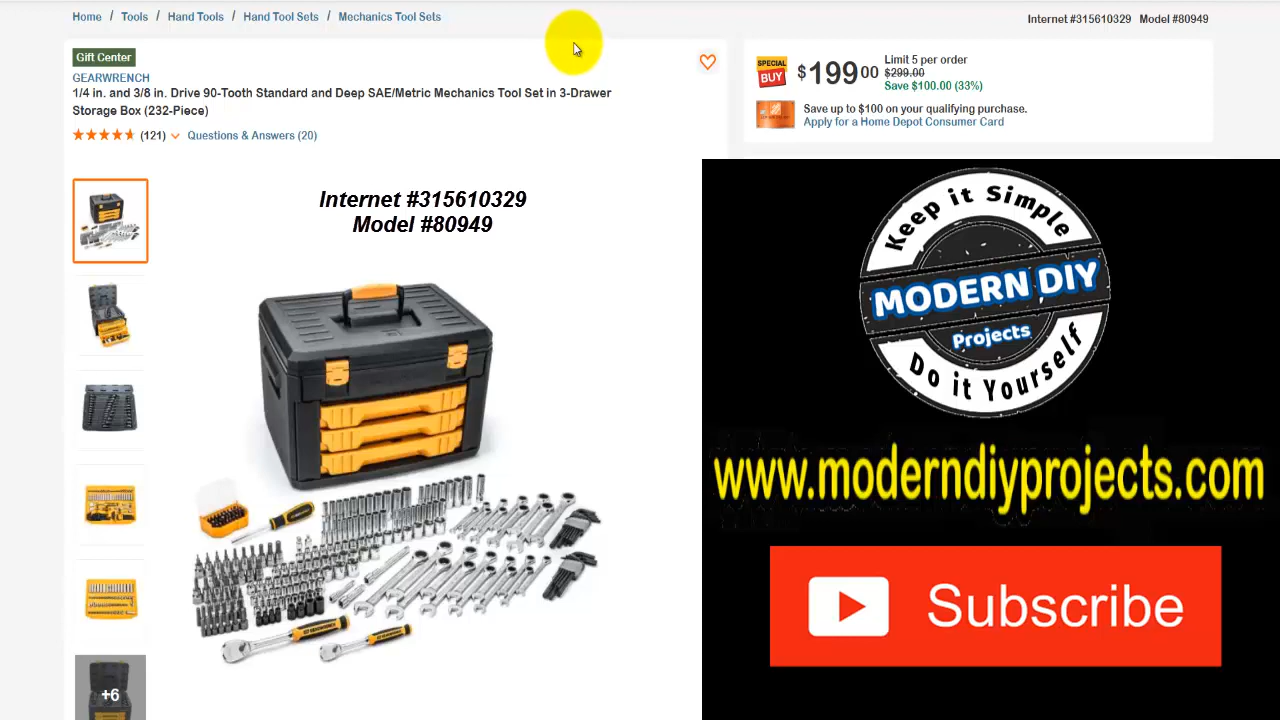 Home / Tools / Hand Tools / Hand Tool Sets / Mechanics Tool Sets
Internet #315610329 Model #80949
Gift Center
GEARWRENCH
1/4 in. and 3/8 in. Drive 90-Tooth Standard and Deep SAE/Metric Mechanics Tool Set in 3-Drawer
Storage Box (232-Piece)
(121) Questions & Answers (20)
SPECIAL
BUY
$199 00
Limit 5 per order
$299.00
Save $100.00 (33%)
Save up to $100 on your qualifying purchase.
Apply for a Home Depot Consumer Card
Internet #315610329
Model #80949
+6
Keep it Simple
MODERN DIY
Projects
Do it Yourself
www.moderndiyprojects.com
Subscribe